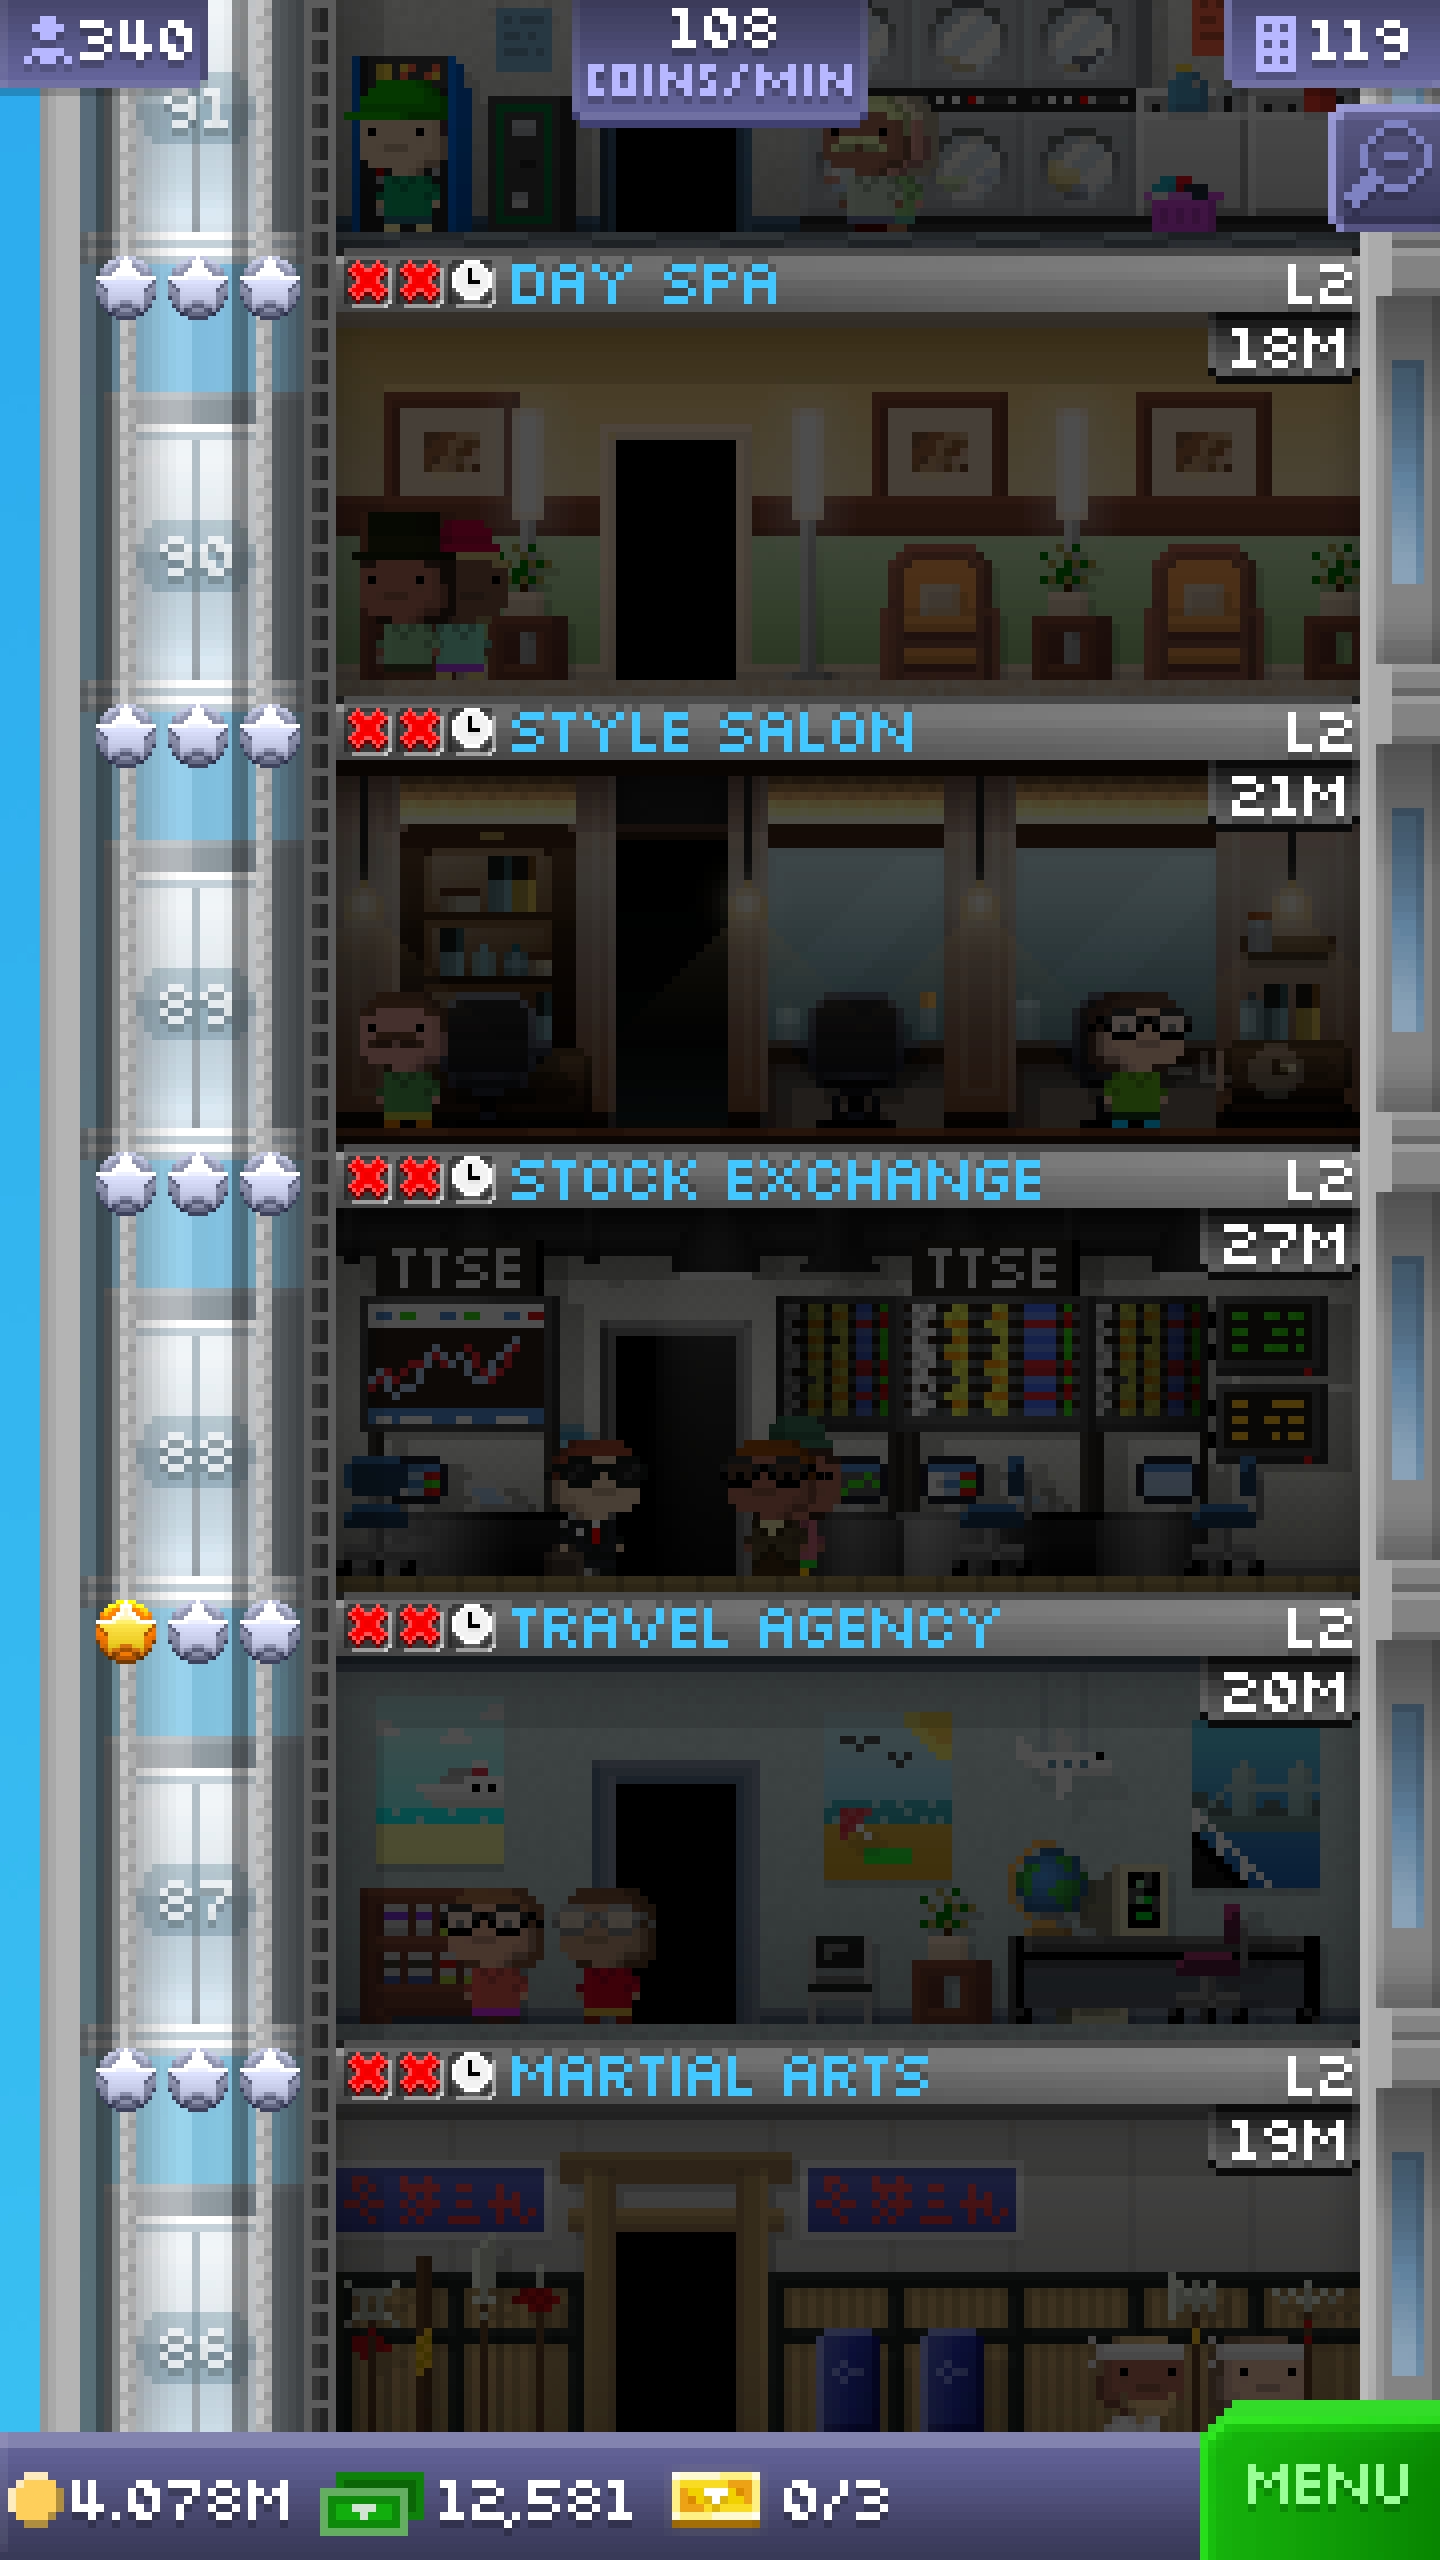 340
108
COINS/MIN
119
91
DAY SPA
L2
18M
90
STYLE SALON
L2
21M
89
STOCK EXCHANGE
L2
27M
TTSE
TTSE
88
TRAVEL AGENCY
L2
20M
87
MARTIAL ARTS
L2
19M
86
4.078M
12,581
0/3
MENU